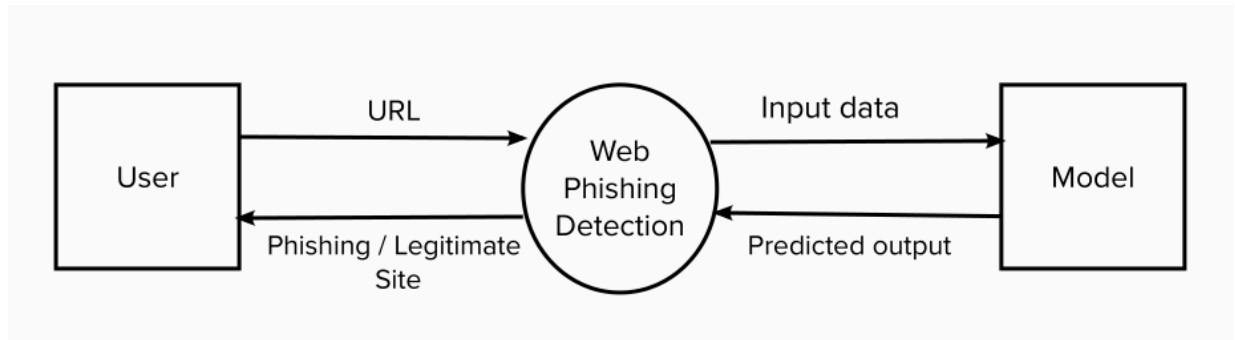 User
URL
Phishing / Legitimate
Site
Web
Phishing
Detection
Input data
Predicted output
Model